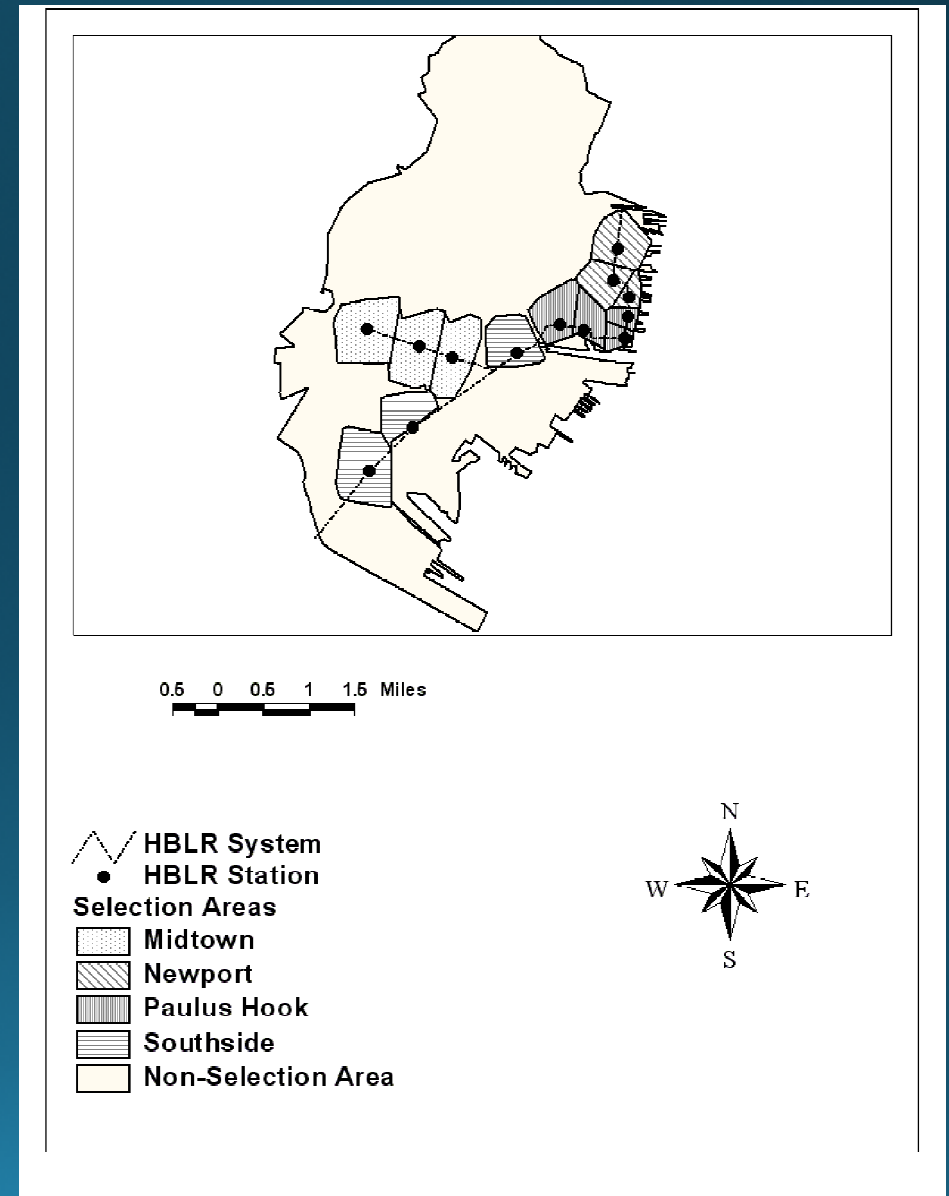 0.5 0 0.5 1 1.5 Miles
N
W E
S
HBLR System
HBLR Station
Selection Areas
Midtown
Newport
Paulus Hook
Southside
Non-Selection Area